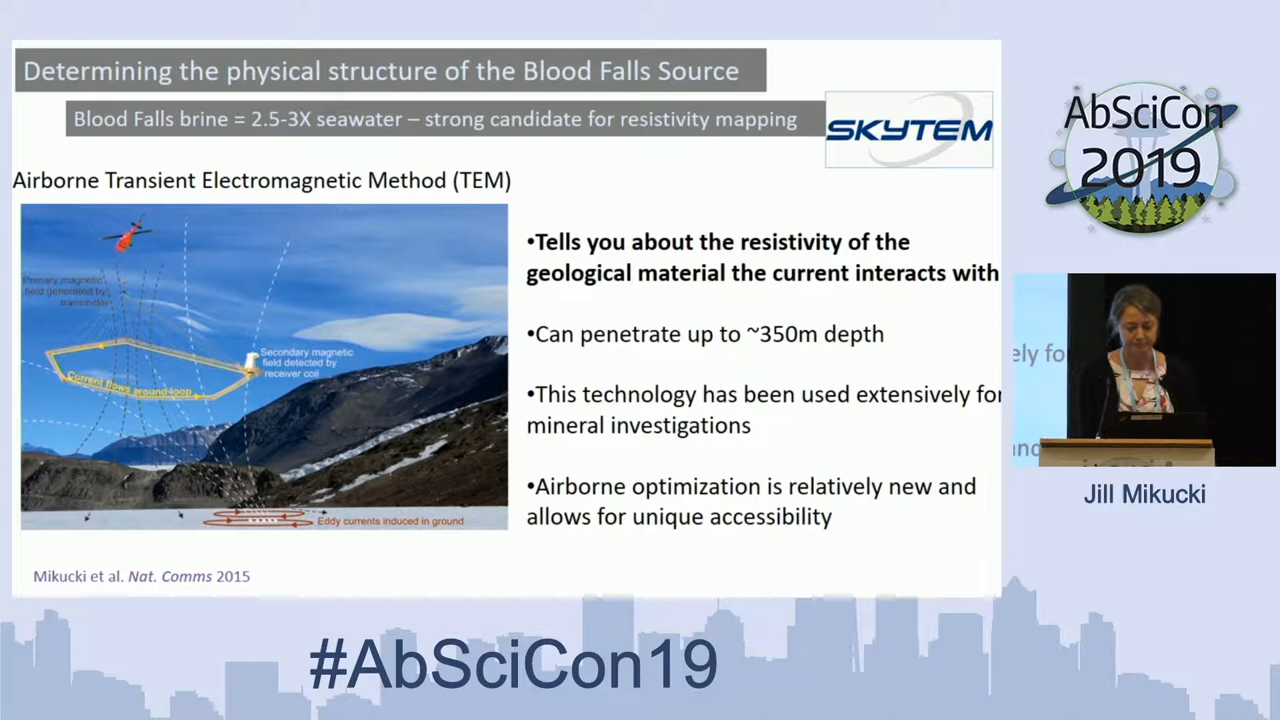 Determining the physical structure of the Blood Falls Source
Blood Falls brine = 2.5-3X seawater – strong candidate for resistivity mapping
SKYTEM
Airborne Transient Electromagnetic Method (TEM)
Primary magnetic
field generated by
transmitter
Secondary magnetic
field detected by
receiver coil
Current flows around loop
Eddy currents induced in ground
•Tells you about the resistivity of the
geological material the current interacts with
•Can penetrate up to ~350m depth
•This technology has been used extensively for
mineral investigations
•Airborne optimization is relatively new and
allows for unique accessibility
Mikucki et al. Nat. Comms 2015
AbSciCon
2019
ely fo
and
Jill Mikucki
#AbSciCon19